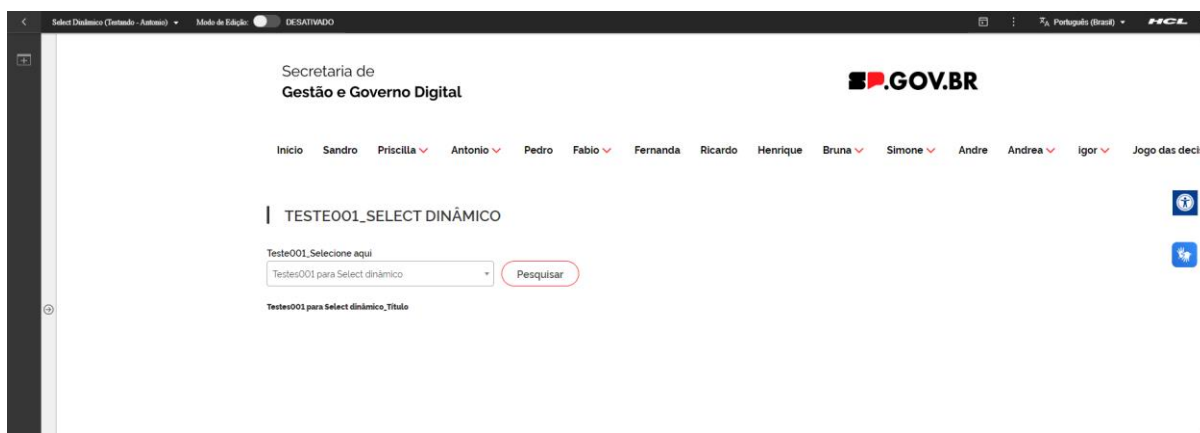 Select Dinâmico (Testando - Antonio) Modo de Edição: DESATIVADO Português (Brasil) HCL
Secretaria de
Gestão e Governo Digital
SP.GOV.BR
Início Sandro Priscilla Antonio Pedro Fabio Fernanda Ricardo Henrique Bruna Simone Andre Andrea igor Jogo das deci
TESTE001_SELECT DINÂMICO
Teste001_Selecione aqui
Testes001 para Select dinâmico Pesquisar
Testes001 para Select dinâmico_Título